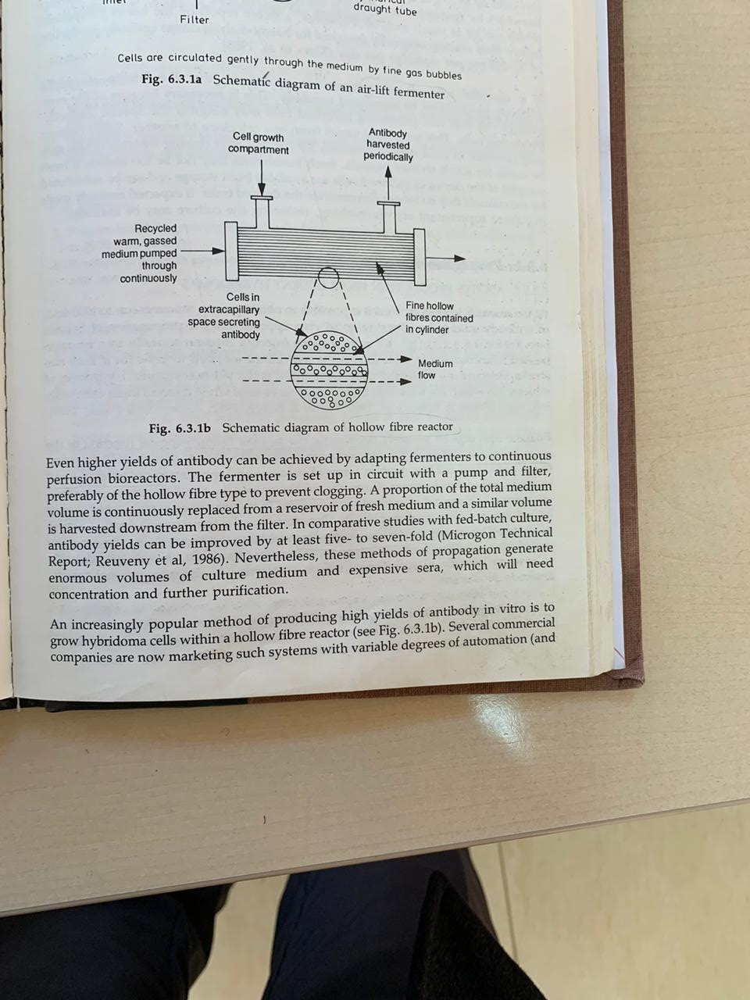 Filter
draught tube
Cells are circulated gently through the medium by fine gas bubbles
Fig. 6.3.1a Schematic diagram of an air-lift fermenter
Cell growth
compartment
Antibody
harvested
periodically
Recycled
warm, gassed
medium pumped
through
continuously
Cells in
extracapillary
space secreting
antibody
Fine hollow
fibres contained
in cylinder
Medium
flow
Fig. 6.3.1b Schematic diagram of hollow fibre reactor
Even higher yields of antibody can be achieved by adapting fermenters to continuous
perfusion bioreactors. The fermenter is set up in circuit with a pump and filter,
preferably of the hollow fibre type to prevent clogging. A proportion of the total medium
volume is continuously replaced from a reservoir of fresh medium and a similar volume
is harvested downstream from the filter. In comparative studies with fed-batch culture,
antibody yields can be improved by at least five- to seven-fold (Microgon Technical
Report; Reuveny et al, 1986). Nevertheless, these methods of propagation generate
enormous volumes of culture medium and expensive sera, which will need
concentration and further purification.
An increasingly popular method of producing high yields of antibody in vitro is to
grow hybridoma cells within a hollow fibre reactor (see Fig. 6.3.1b). Several commercial
companies are now marketing such systems with variable degrees of automation (and